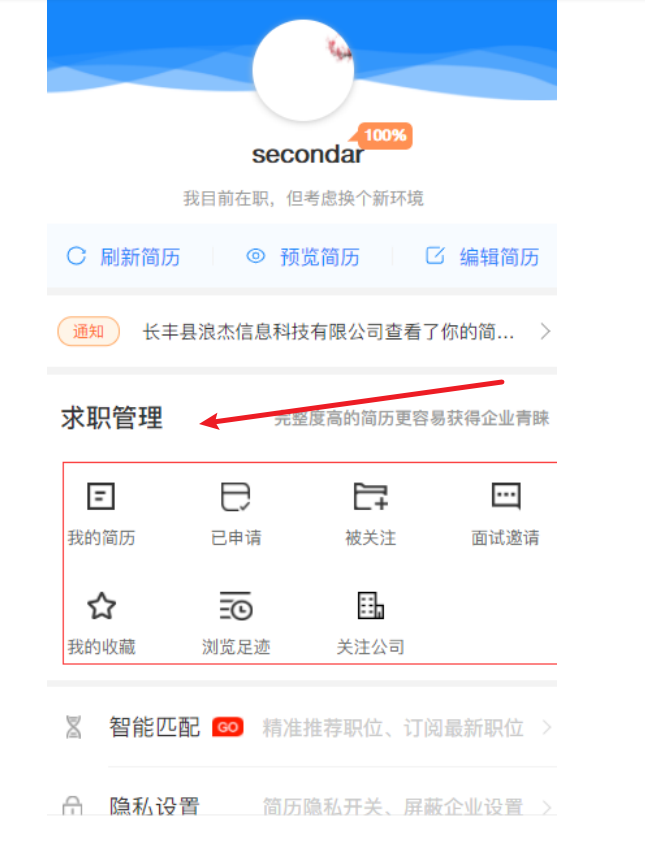 100%
secondar
我目前在职，但考虑换个新环境
刷新简历 预览简历 编辑简历
通知 长丰县浪杰信息科技有限公司查看了你的简...
求职管理 完整度高的简历更容易获得企业青睐
我的简历 已申请 被关注 面试邀请
我的收藏 浏览足迹 关注公司
智能匹配 GO 精准推荐职位、订阅最新职位
隐私设置 简历隐私开关、屏蔽企业设置